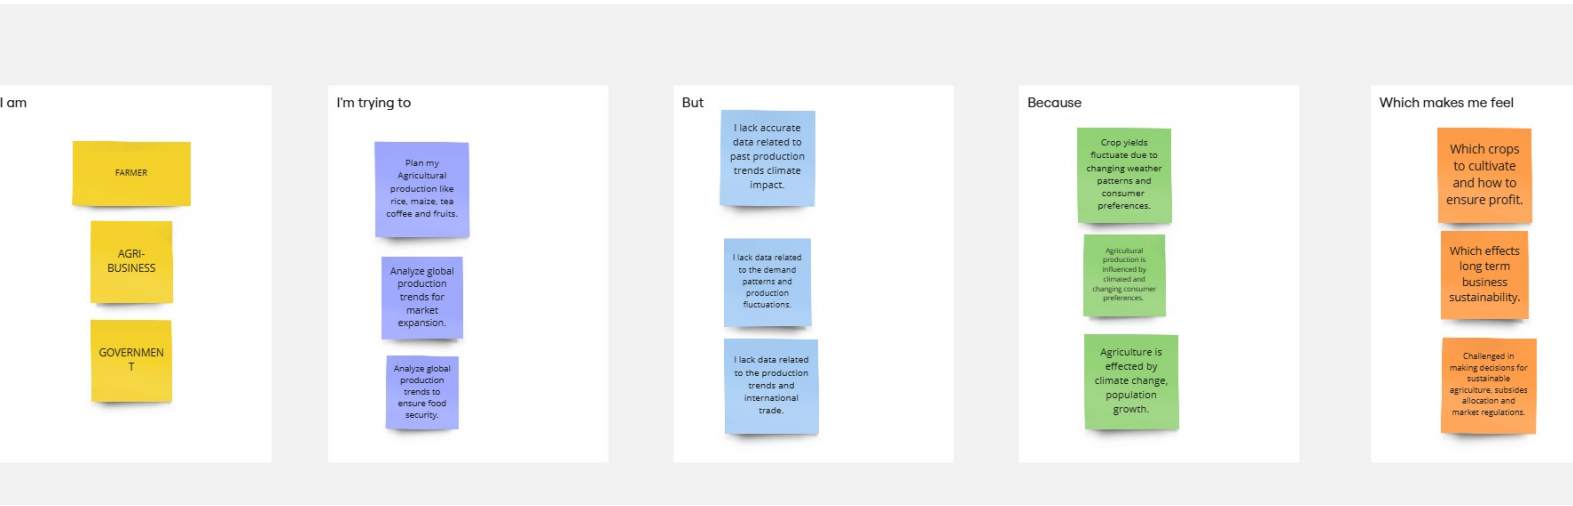 I am
FARMER
AGRI-
BUSINESS
GOVERNMEN
T
I'm trying to
Plan my
Agricultural
production like
rice, maize, tea
coffee and fruits.
Analyze global
production
trends for
market
expansion.
Analyze global
production
trends to
ensure food
security.
But
I lack accurate
data related to
past production
trends climate
impact.
I lack data related
to the demand
patterns and
production
fluctuations.
I lack data related
to the production
trends and
international
trade.
Because
Crop yields
fluctuate due to
changing weather
patterns and
consumer
preferences.
Agricultural
production is
influenced by
climated and
changing consumer
preferences.
Agriculture is
effected by
climate change,
population
growth.
Which makes me feel
Which crops
to cultivate
and how to
ensure profit.
Which effects
long term
business
sustainability.
Challenged in
making decisions for
sustainable
agriculture, subsides
allocation and
market regulations.